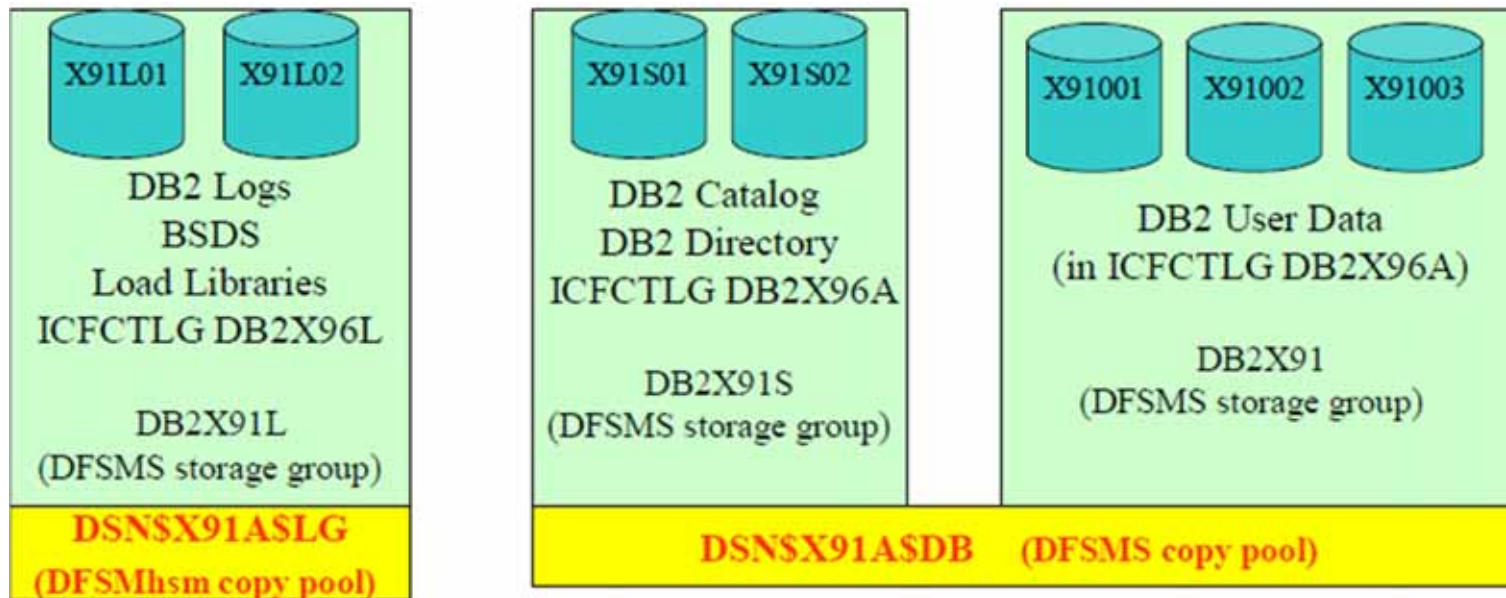 X91L01
X91L02
DB2 Logs
BSDS
Load Libraries
ICFCTLG DB2X96L
DB2X91L
(DFSMS storage group)
DSN$X91A$LG
(DFSMhsm copy pool)
X91S01
X91S02
DB2 Catalog
DB2 Directory
ICFCTLG DB2X96A
DB2X91S
(DFSMS storage group)
X91001
X91002
X91003
DB2 User Data
(in ICFCTLG DB2X96A)
DB2X91
(DFSMS storage group)
DSN$X91A$DB (DFSMS copy pool)